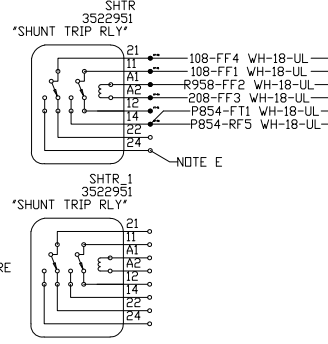 SHTR
3522951
"SHUNT TRIP RLY"
21
11
A1
A2
12
14
22
24
108-FF4 WH-18-UL
108-FF1 WH-18-UL
R958-FF2 WH-18-UL
208-FF3 WH-18-UL
P854-FT1 WH-18-UL
P854-RF5 WH-18-UL
NOTE E
SHTR_1
3522951
"SHUNT TRIP RLY"
21
11
A1
A2
12
14
22
24
RE